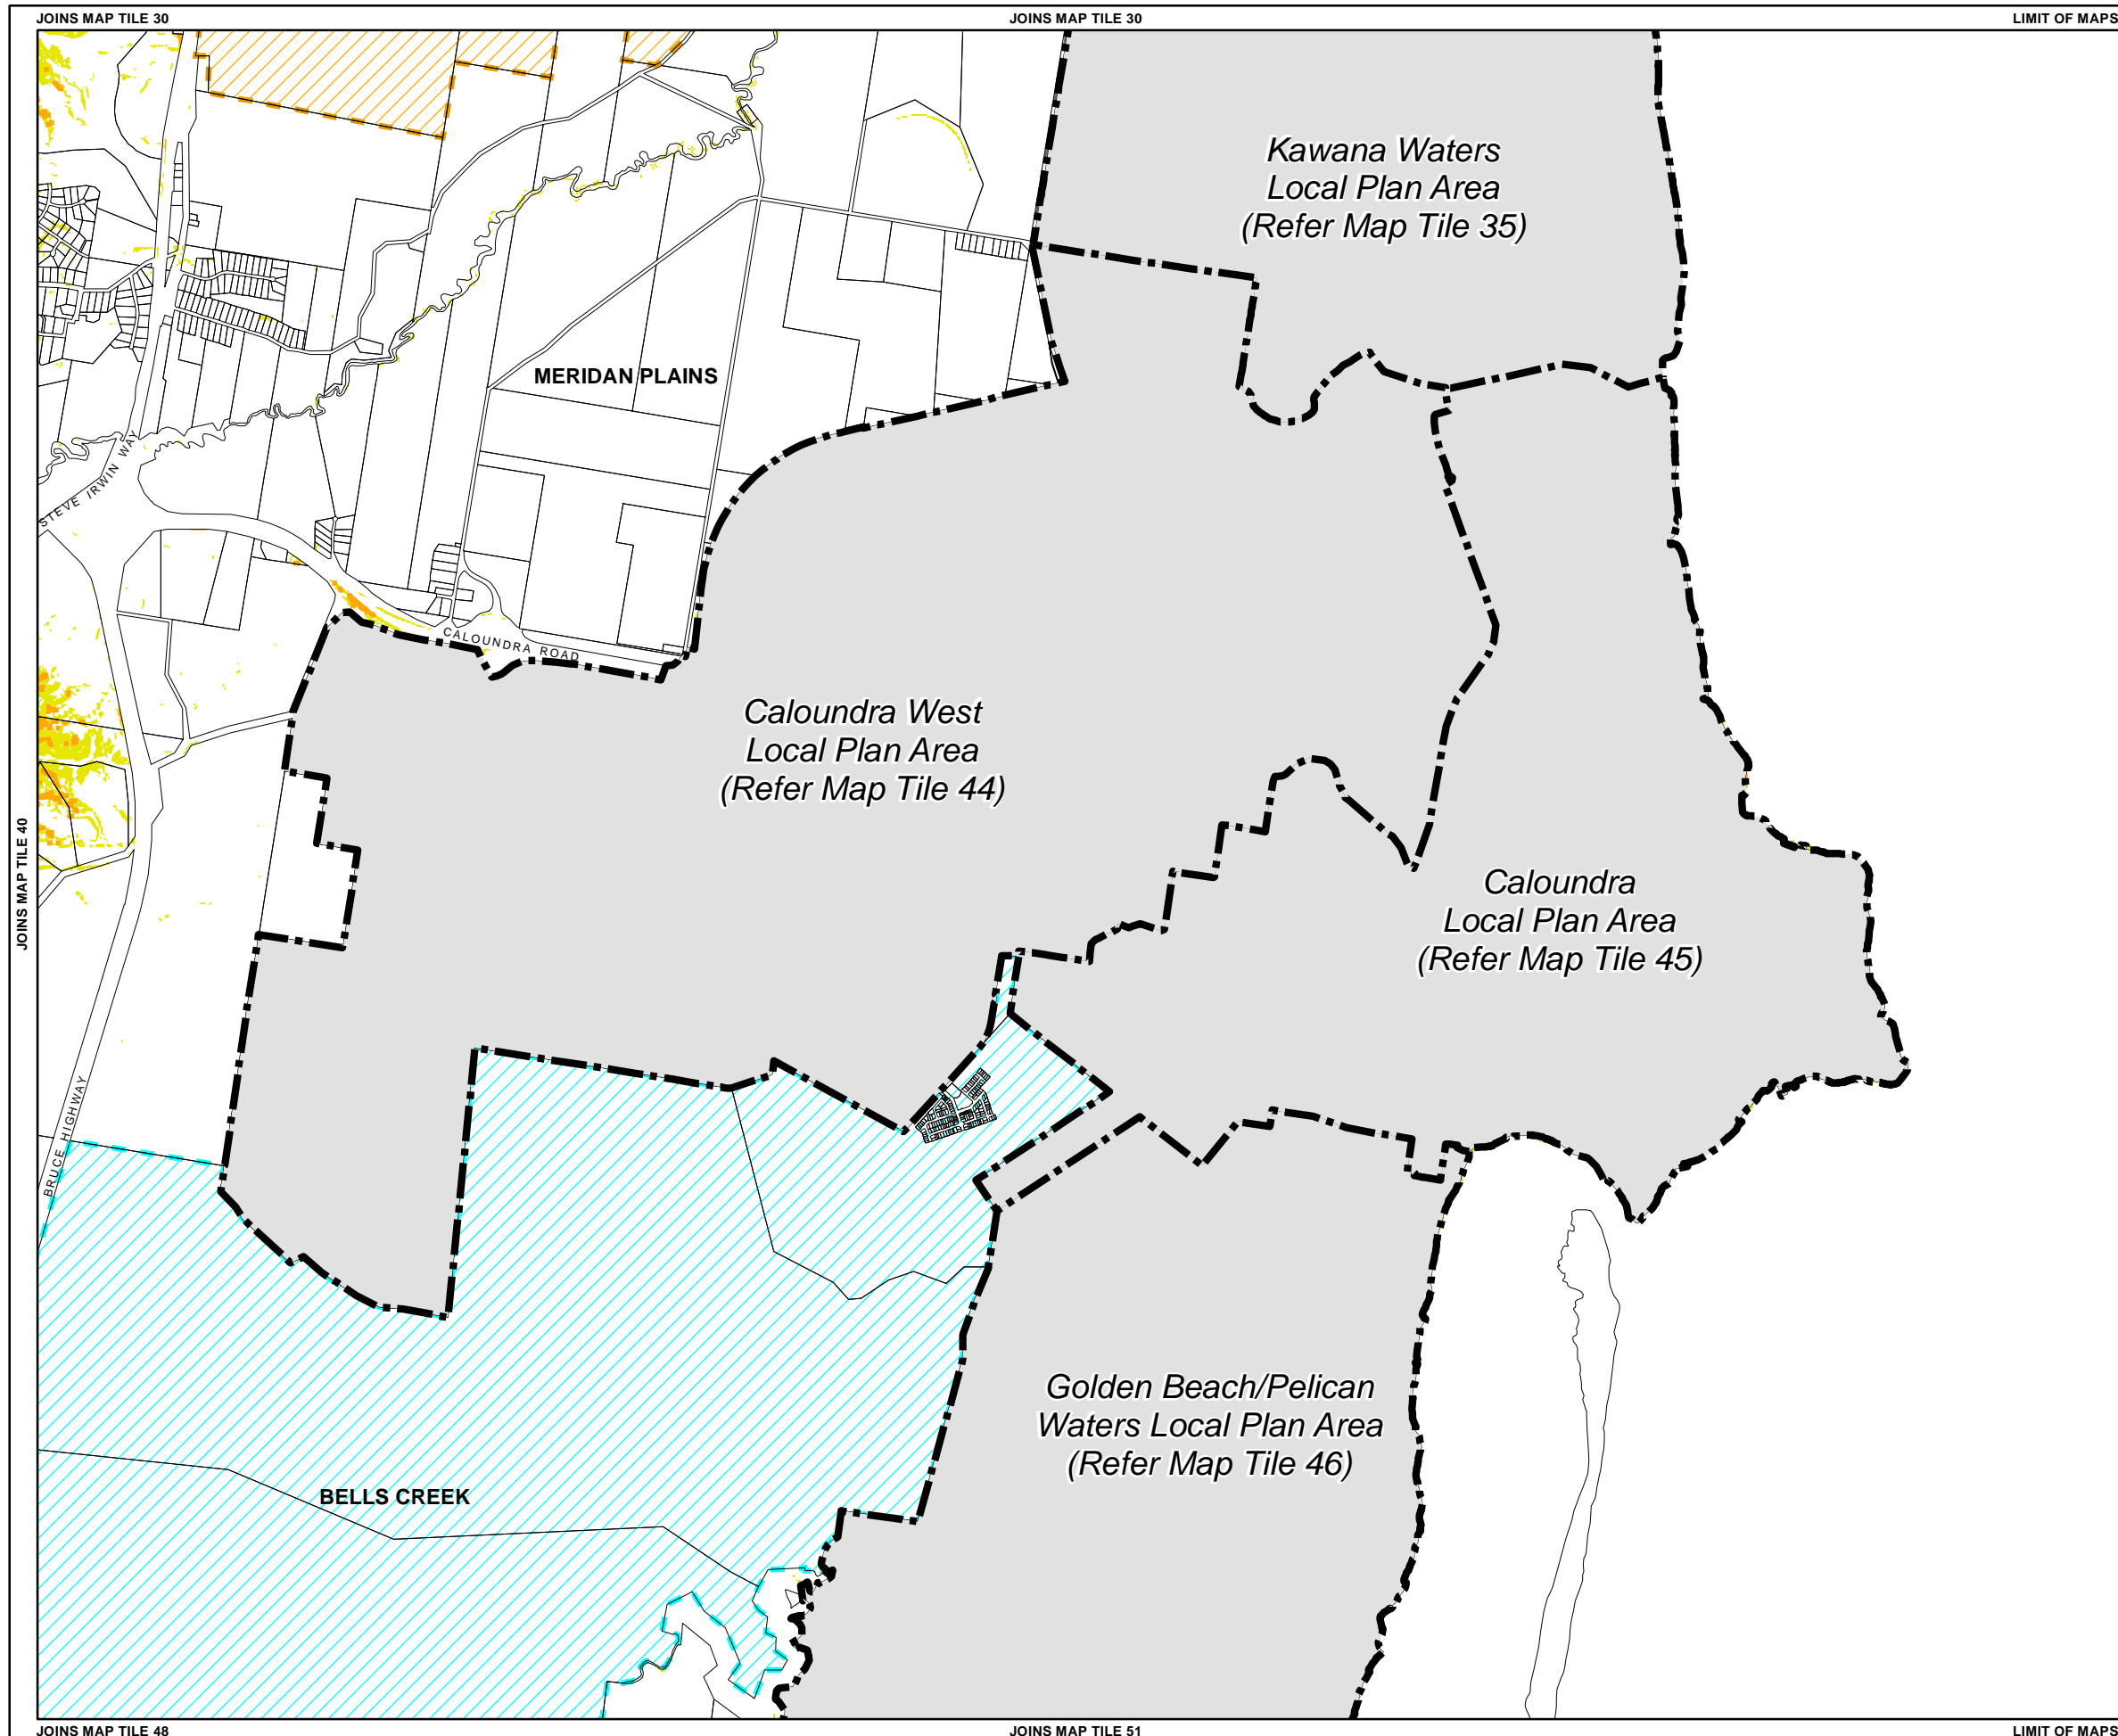 JOINS MAP TILE 30
JOINS MAP TILE 30
LIMIT OF MAPS
Kawana Waters
Local Plan Area
(Refer Map Tile 35)
MERIDAN PLAINS
STEVE IRWIN WAY
CALOUNDRA ROAD
Caloundra West
Local Plan Area
(Refer Map Tile 44)
JOINS MAP TILE 40
Caloundra
Local Plan Area
(Refer Map Tile 45)
BRUCE HIGHWAY
Golden Beach/Pelican
Waters Local Plan Area
(Refer Map Tile 46)
BELLS CREEK
JOINS MAP TILE 48
JOINS MAP TILE 51
LIMIT OF MAPS